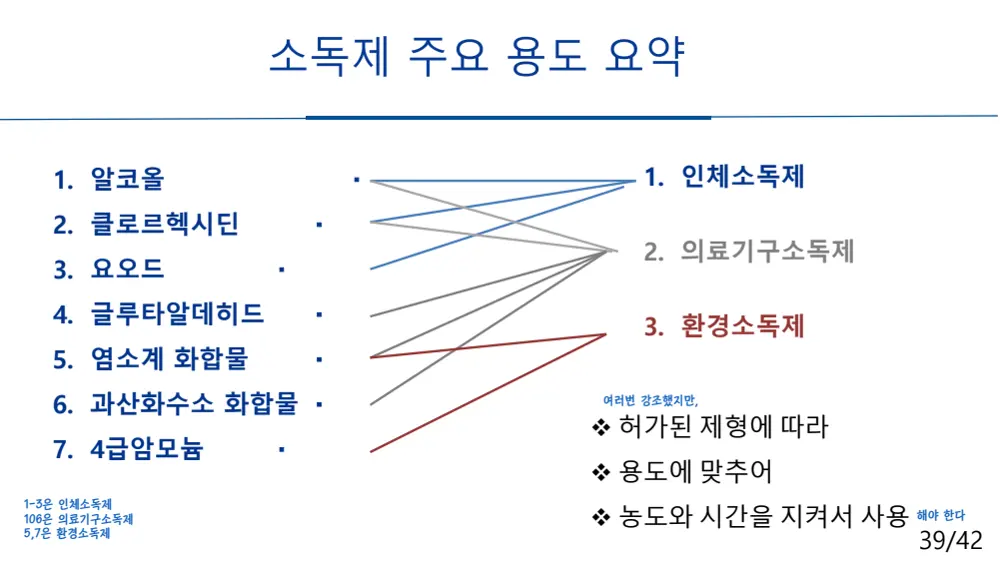 소독제 주요 용도 요약
1. 알코올
2. 클로르헥시딘
3. 요오드
4. 글루타알데히드
5. 염소계 화합물
6. 과산화수소 화합물
7. 4급암모늄
1. 인체소독제
2. 의료기구소독제
3. 환경소독제
여러번 강조했지만,
❖ 허가된 제형에 따라
❖ 용도에 맞추어
❖ 농도와 시간을 지켜서 사용 해야 한다
1-3은 인체소독제
106은 의료기구소독제
5,7은 환경소독제
39/42